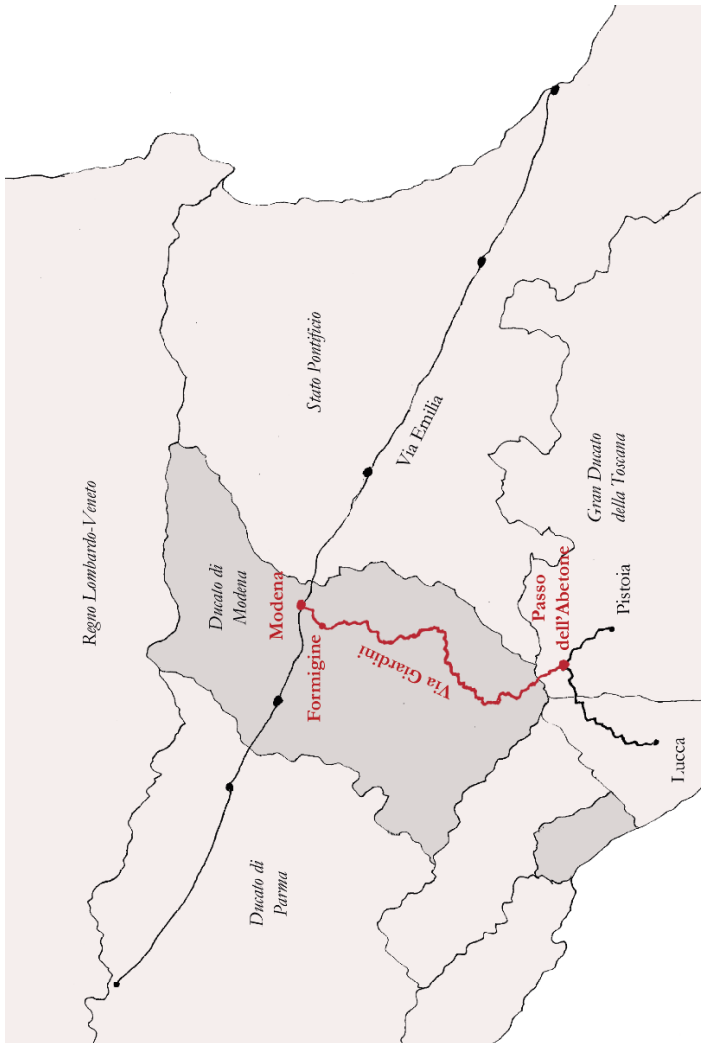 Regno Lombardo-Veneto
Stato Pontificio
Ducato di
Modena
Ducato di
Parma
Modena
Formigine
Via Emilia
Via Giardini
Passo
dell'Abetone
Gran Ducato
della Toscana
Pistoia
Lucca